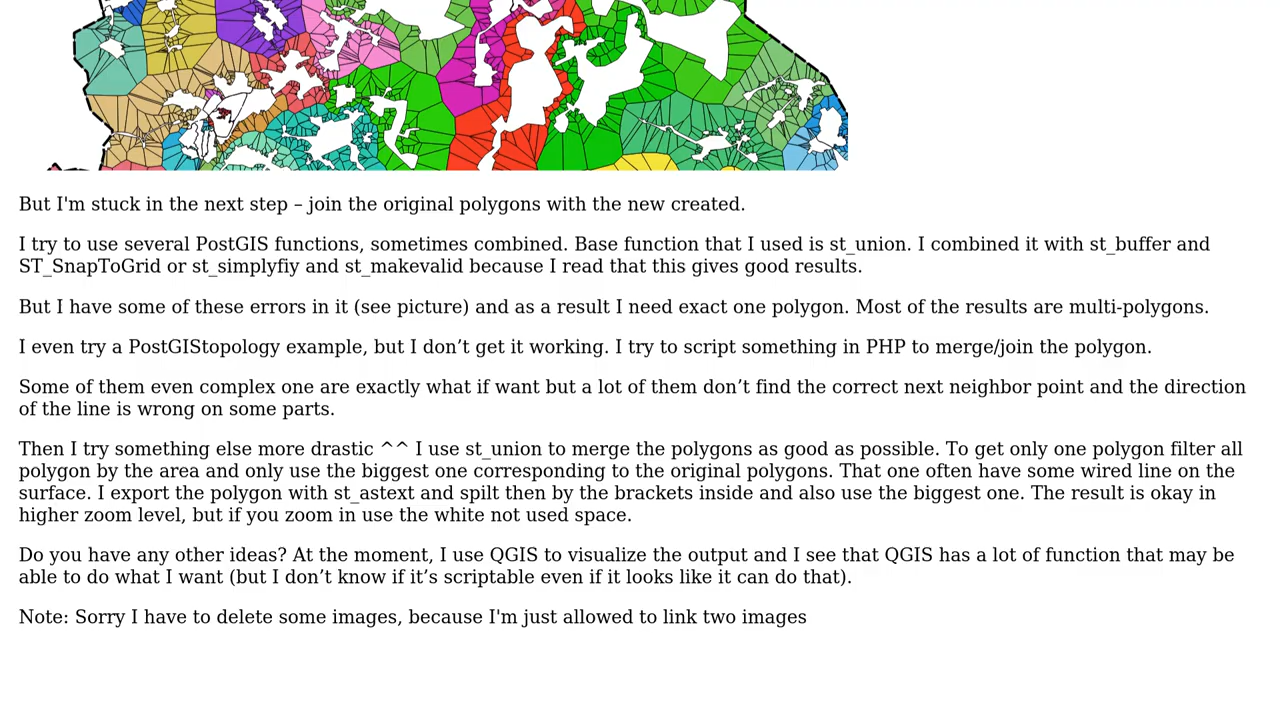 But I'm stuck in the next step – join the original polygons with the new created.
I try to use several PostGIS functions, sometimes combined. Base function that I used is st_union. I combined it with st_buffer and
ST_SnapToGrid or st_simplyfiy and st_makevalid because I read that this gives good results.
But I have some of these errors in it (see picture) and as a result I need exact one polygon. Most of the results are multi-polygons.
I even try a PostGIStopology example, but I don’t get it working. I try to script something in PHP to merge/join the polygon.
Some of them even complex one are exactly what if want but a lot of them don’t find the correct next neighbor point and the direction
of the line is wrong on some parts.
Then I try something else more drastic ^^ I use st_union to merge the polygons as good as possible. To get only one polygon filter all
polygon by the area and only use the biggest one corresponding to the original polygons. That one often have some wired line on the
surface. I export the polygon with st_astext and spilt then by the brackets inside and also use the biggest one. The result is okay in
higher zoom level, but if you zoom in use the white not used space.
Do you have any other ideas? At the moment, I use QGIS to visualize the output and I see that QGIS has a lot of function that may be
able to do what I want (but I don’t know if it’s scriptable even if it looks like it can do that).
Note: Sorry I have to delete some images, because I'm just allowed to link two images